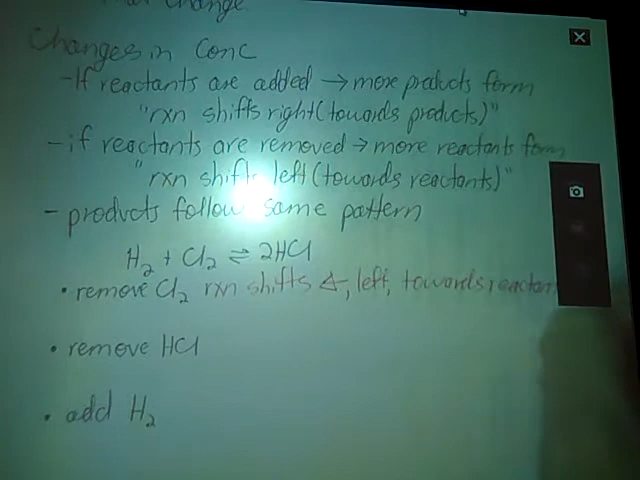 change
Changes in Conc
-If reactants are added → more products form
"rxn shifts right (towards products)"
-if reactants are removed → more reactants form
"rxn shifts left (towards reactants)"
- products follow same pattern
H₂ + Cl₂ ⇌ 2HCl
• remove Cl₂ rxn shifts ←, left, towards reactan
• remove HCl
• add H₂